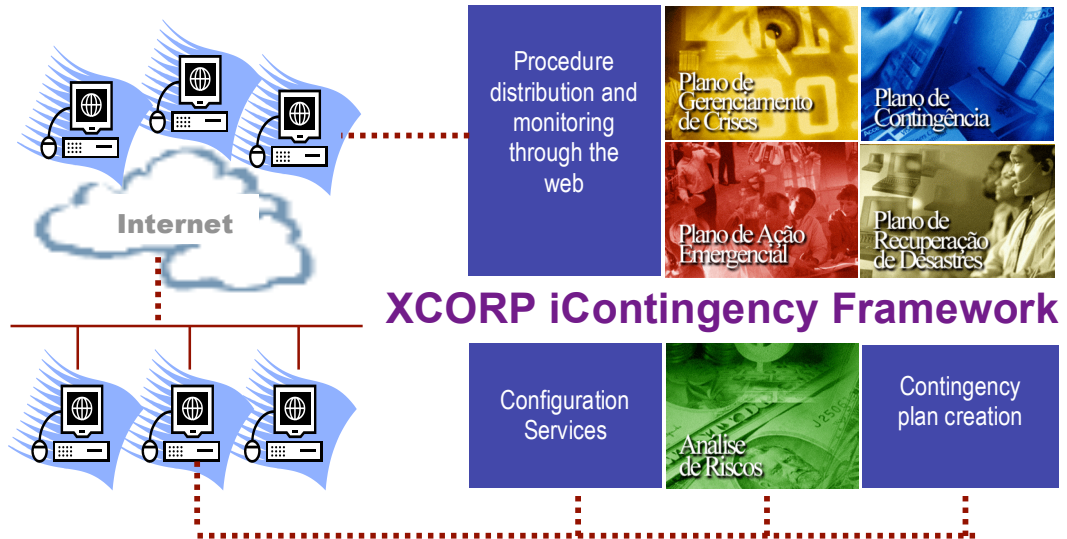 Procedure
distribution and
monitoring
through the
web
Plano de
Gerenciamento
de Crises
Plano de
Contingência
Plano de Ação
Emergencial
Plano de
Recuperação
de Desastres
Internet
XCORP iContingency Framework
Configuration
Services
Análise
de Riscos
Contingency
plan creation